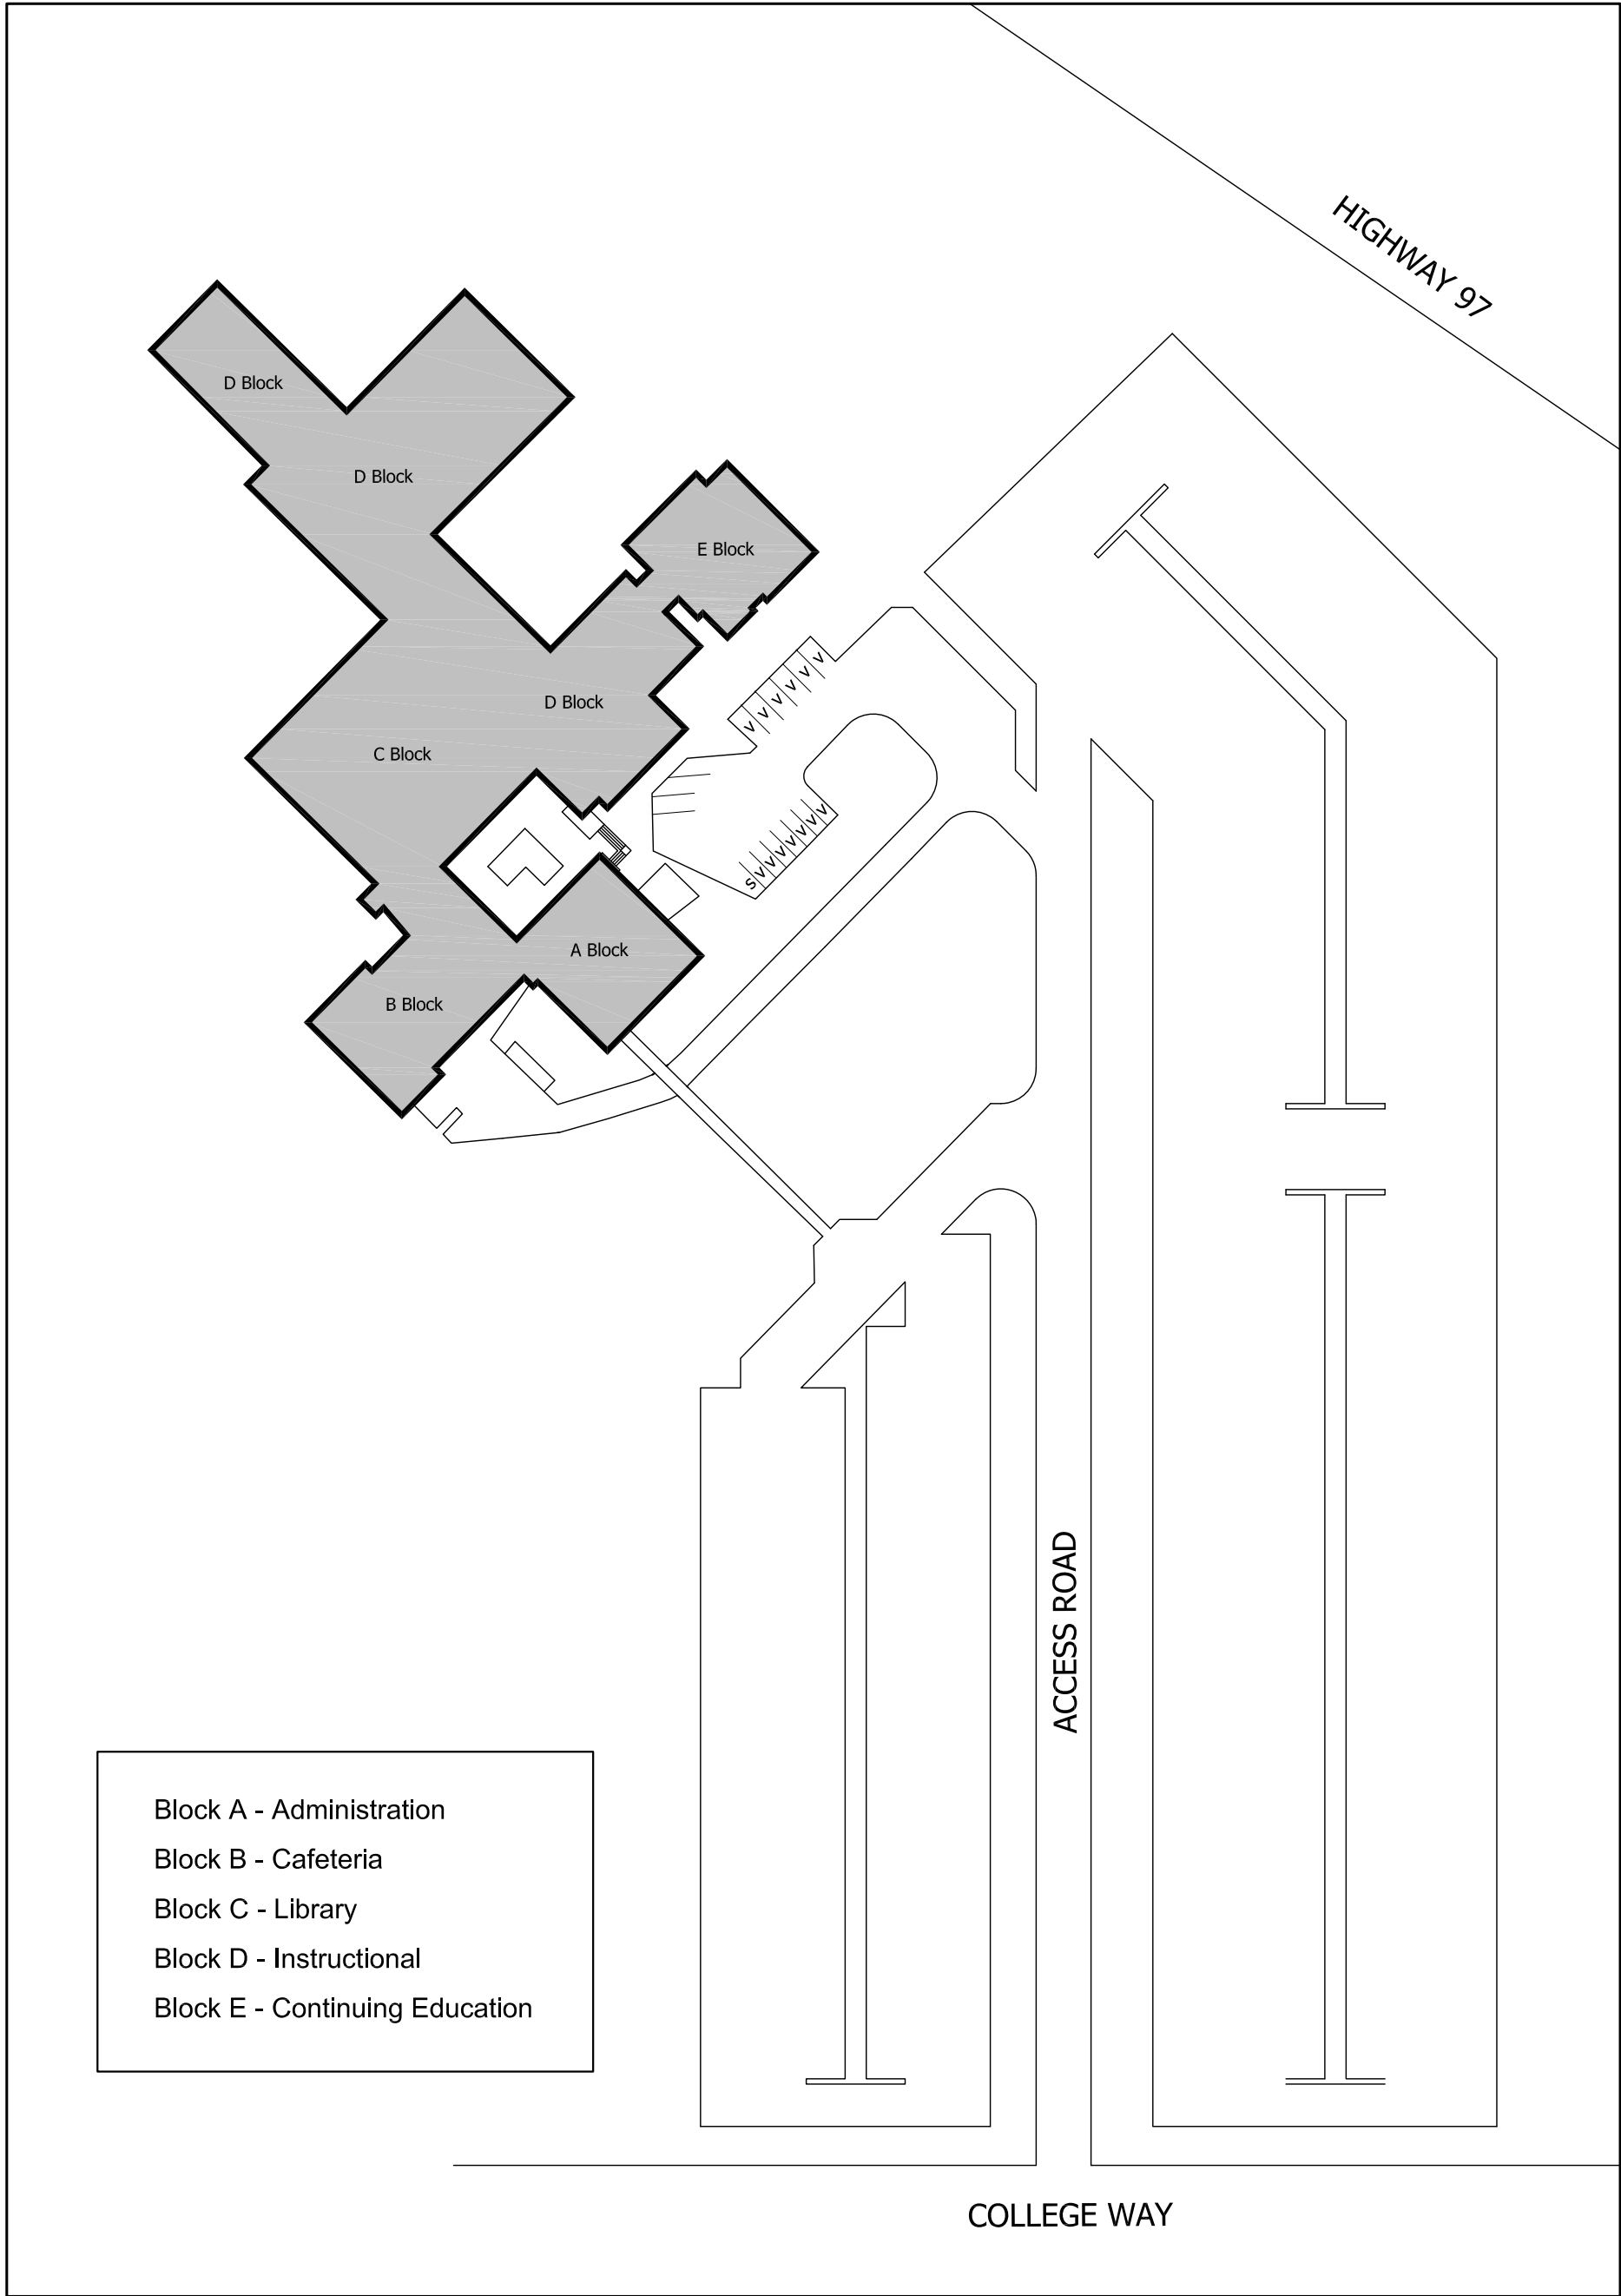 HIGHWAY 97
D Block
D Block
E Block
D Block
C Block
V
V
V
V
V
V
S
V
V
V
V
V
V
V
A Block
B Block
ACCESS ROAD
Block A - Administration
Block B - Cafeteria
Block C - Library
Block D - Instructional
Block E - Continuing Education
COLLEGE WAY